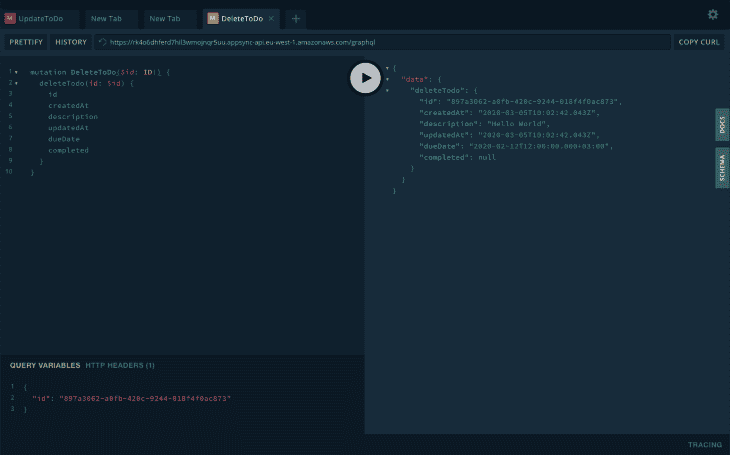 M UpdateToDo New Tab New Tab M DeleteToDo × +
PRETTIFY HISTORY https://rk4o6dhferd7hil3wmojnqr5uu.appsync-api.eu-west-1.amazonaws.com/graphql COPY CURL
1 mutation DeleteToDo($id: ID!) {
2 deleteTodo(id: $id) {
3 id
4 createdAt
5 description
6 updatedAt
7 dueDate
8 completed
9 }
10 }
{
"data": {
"deleteTodo": {
"id": "897a3062-a0fb-420c-9244-018f4f0ac873",
"createdAt": "2020-03-05T10:02:42.043Z",
"description": "Hello World",
"updatedAt": "2020-03-05T10:02:42.043Z",
"dueDate": "2020-02-12T12:00:00.000+03:00",
"completed": null
}
}
}
DOCS
SCHEMA
QUERY VARIABLES HTTP HEADERS (1)
1 {
2 "id": "897a3062-a0fb-420c-9244-018f4f0ac873"
3 }
TRACING